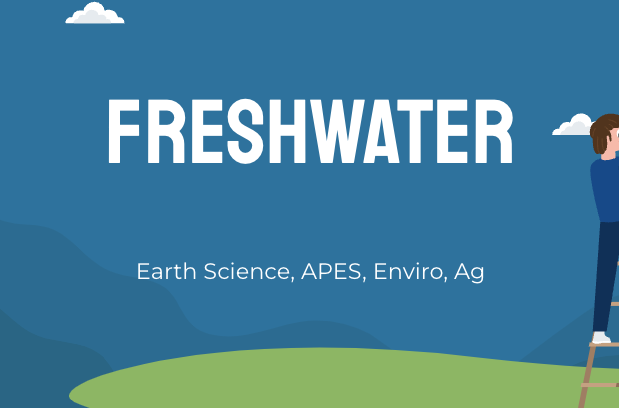 FRESHWATER
Earth Science, APES, Enviro, Ag